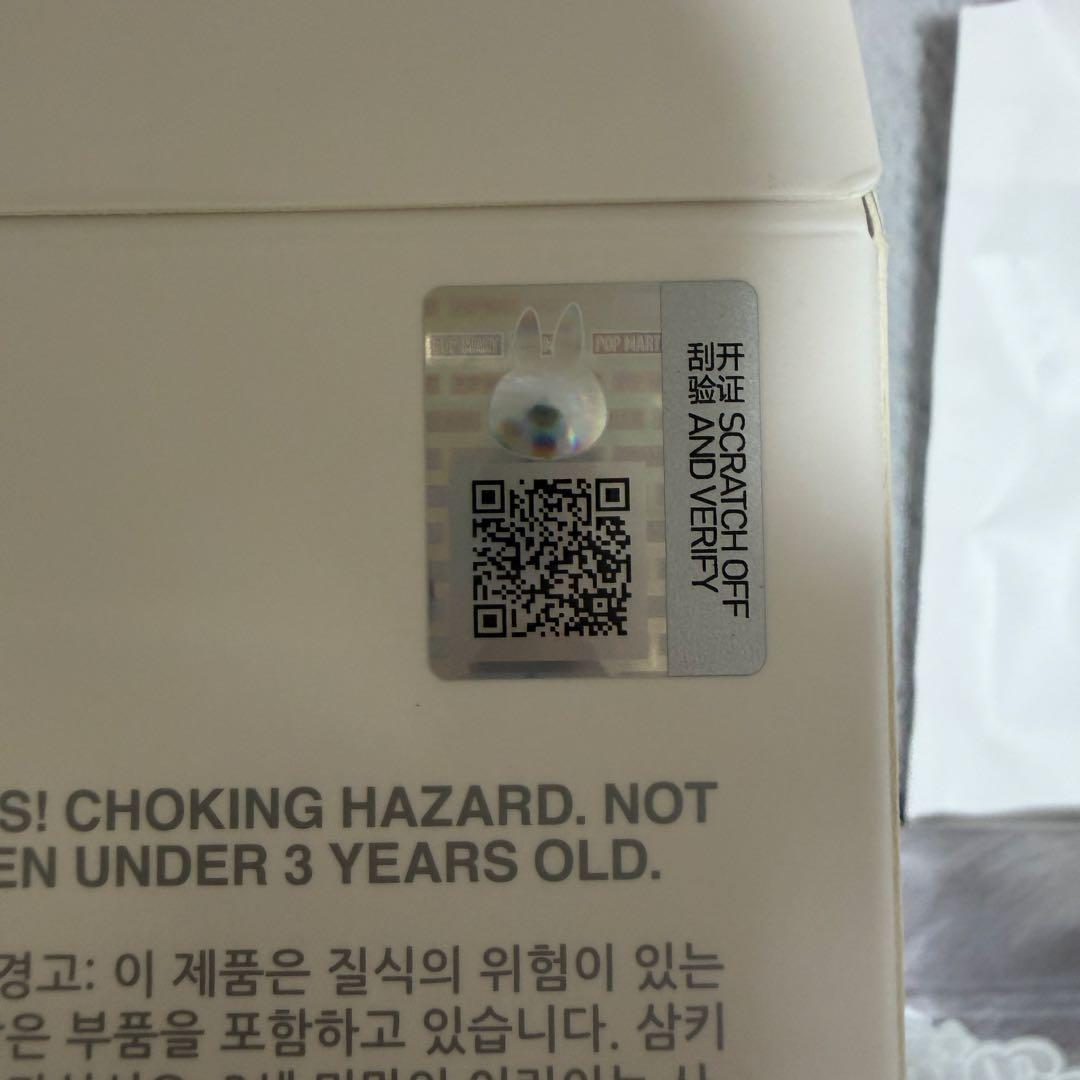 POP MART
POP MART
开证 SCRATCH OFF
刮验 AND VERIFY
S! CHOKING HAZARD. NOT
EN UNDER 3 YEARS OLD.
경고: 이 제품은 질식의 위험이 있는
은 부품을 포함하고 있습니다. 삼키